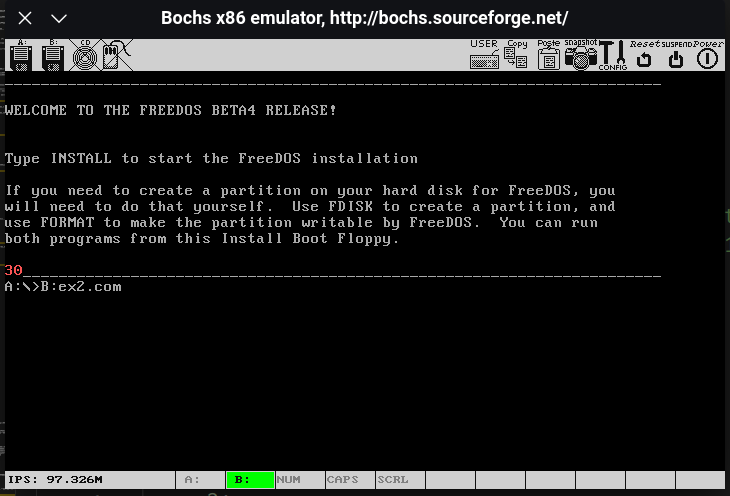 Bochs x86 emulator, http://bochs.sourceforge.net/
A: B: CD USER Copy Paste snapshot CONFIG Reset SUSPEND Power
WELCOME TO THE FREEDOS BETA4 RELEASE!
Type INSTALL to start the FreeDOS installation
If you need to create a partition on your hard disk for FreeDOS, you
will need to do that yourself.  Use FDISK to create a partition, and
use FORMAT to make the partition writable by FreeDOS.  You can run
both programs from this Install Boot Floppy.
30
A:\>B:ex2.com
IPS: 97.326M A: B: NUM CAPS SCRL